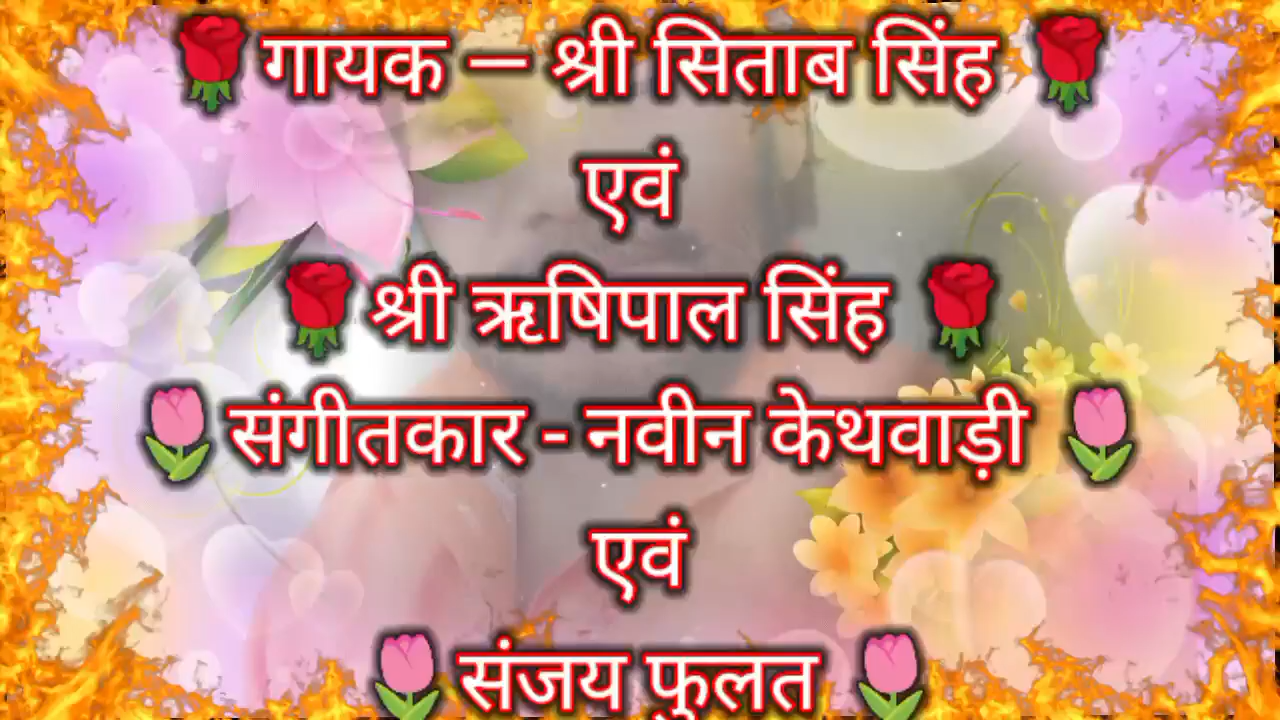 🌹गायक — श्री सिताब सिंह 🌹
एवं
🌹श्री ऋषिपाल सिंह 🌹
🌷संगीतकार - नवीन केथवाड़ी 🌷
एवं
🌷संजय फुलत 🌷